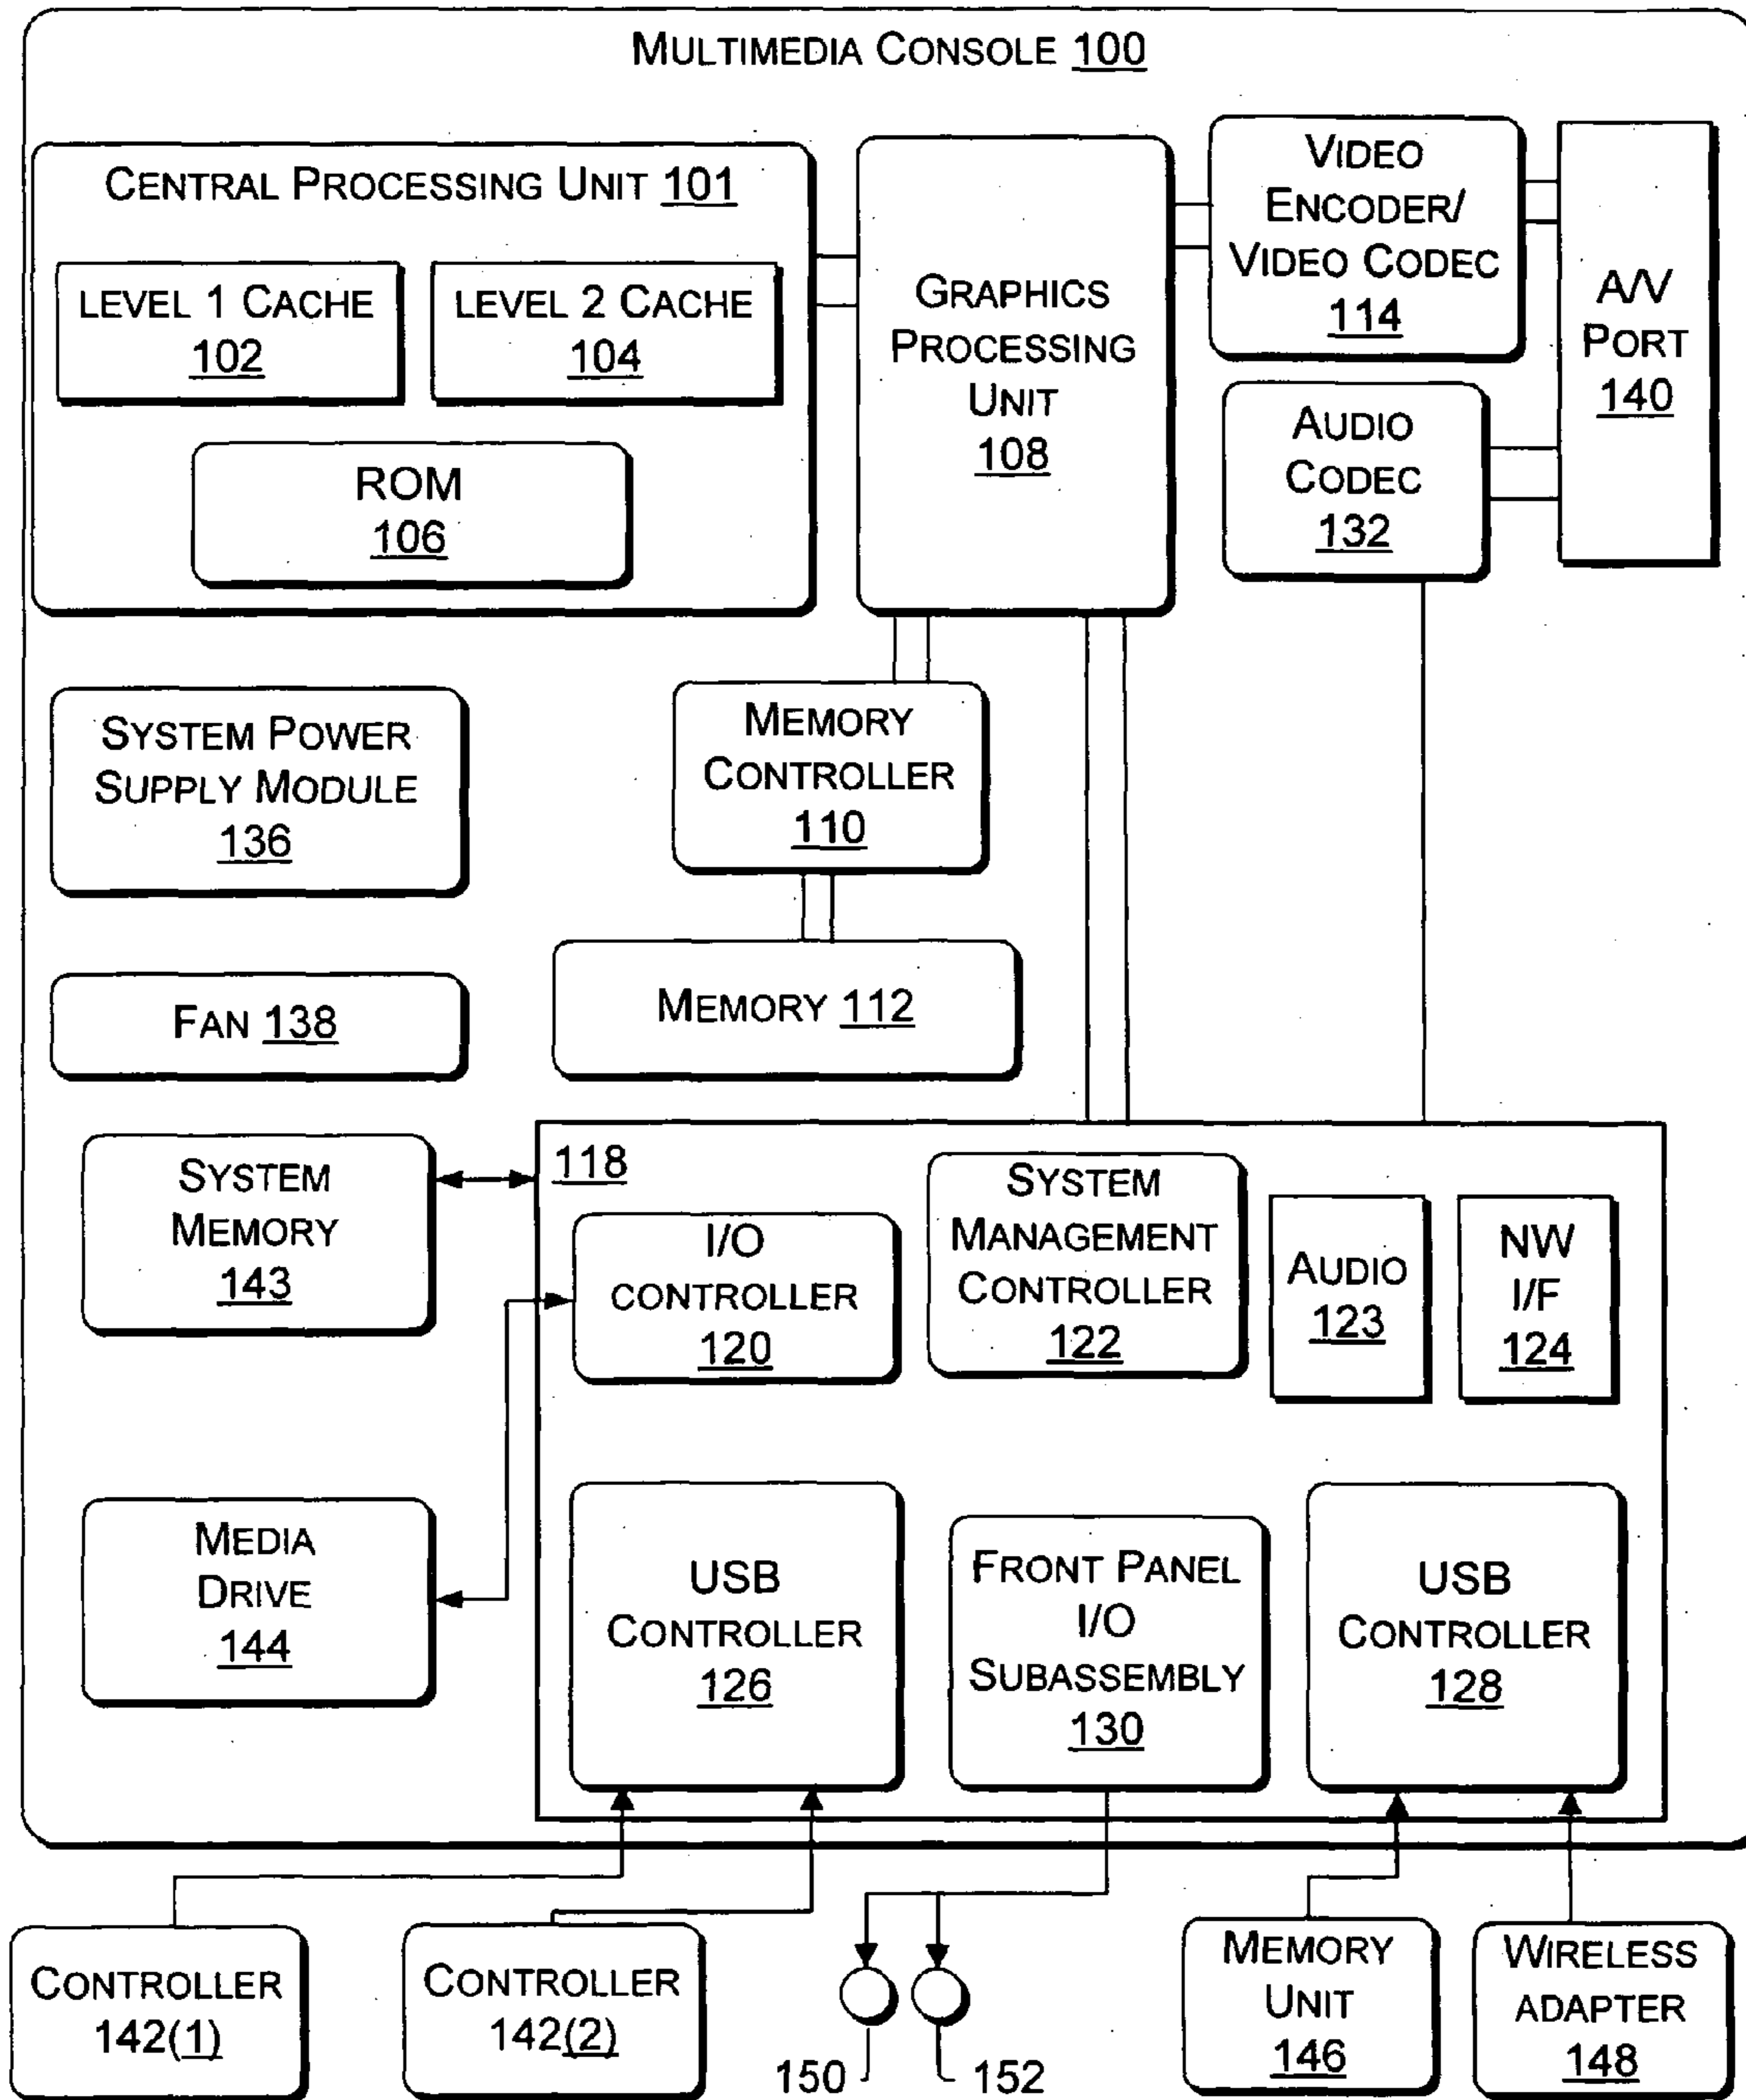 MULTIMEDIA CONSOLE 100
CENTRAL PROCESSING UNIT 101
LEVEL 1 CACHE
102
LEVEL 2 CACHE
104
ROM
106
GRAPHICS
PROCESSING
UNIT
108
VIDEO
ENCODER/
VIDEO CODEC
114
A/V
PORT
140
AUDIO
CODEC
132
SYSTEM POWER
SUPPLY MODULE
136
MEMORY
CONTROLLER
110
FAN 138
MEMORY 112
SYSTEM
MEMORY
143
118
I/O
CONTROLLER
120
SYSTEM
MANAGEMENT
CONTROLLER
122
AUDIO
123
NW
I/F
124
MEDIA
DRIVE
144
USB
CONTROLLER
126
FRONT PANEL
I/O
SUBASSEMBLY
130
USB
CONTROLLER
128
CONTROLLER
142(1)
CONTROLLER
142(2)
150
152
MEMORY
UNIT
146
WIRELESS
ADAPTER
148